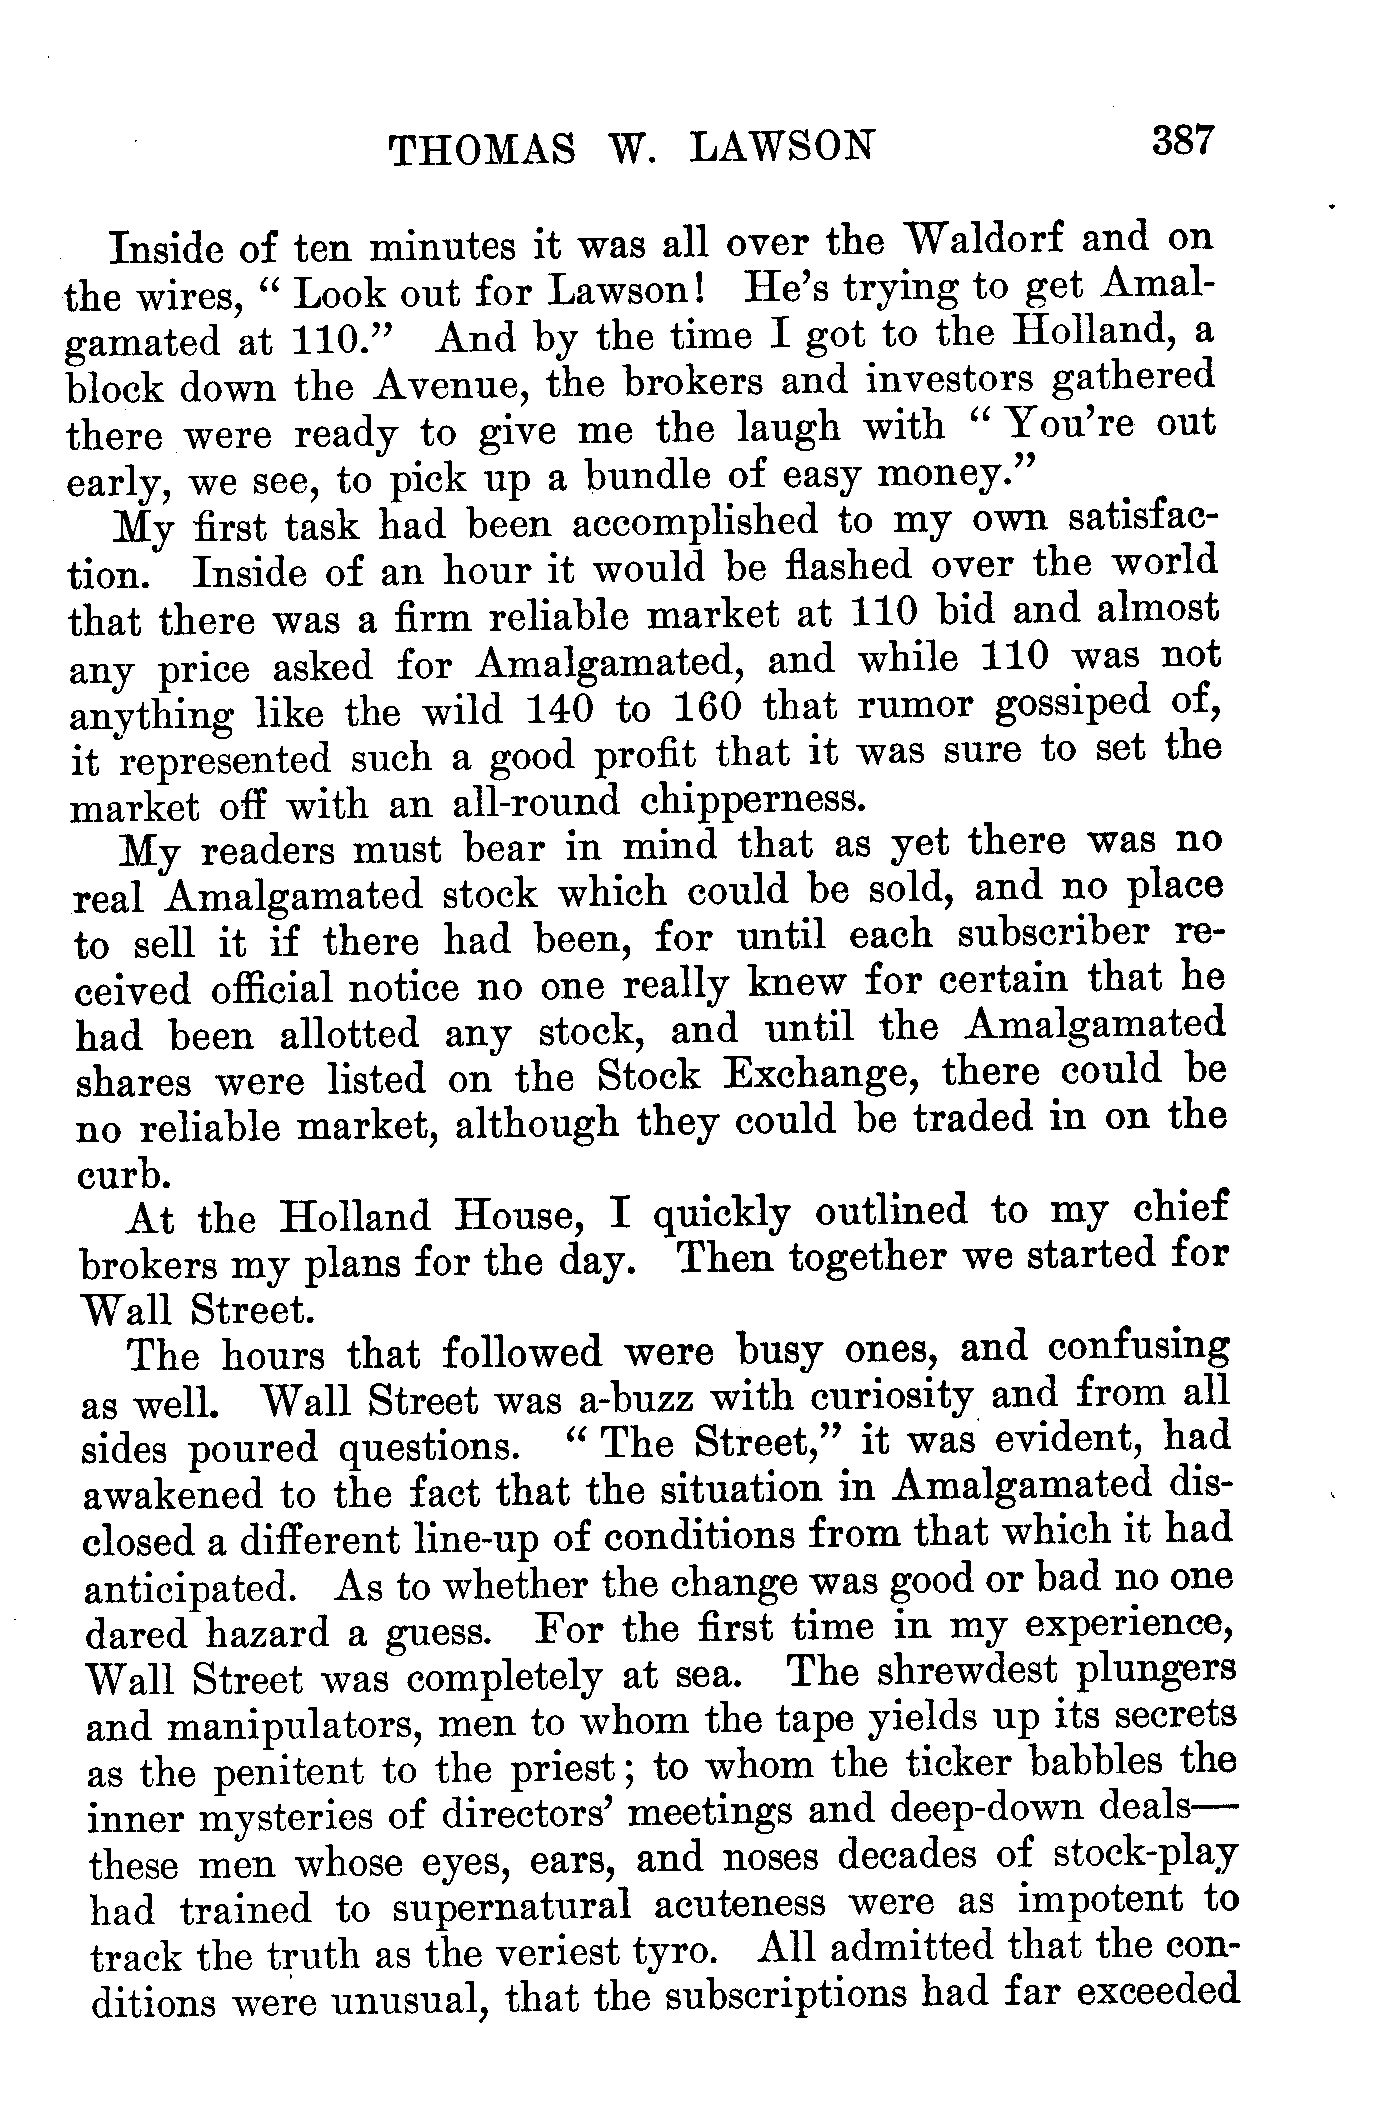 THOMAS W. LAWSON 387
Inside of ten minutes it was all over the Waldorf and on
the wires, “ Look out for Lawson! He’s trying to get Amal-
gamated at 110.” And by the time I got to the Holland, a
block down the Avenue, the brokers and investors gathered
there were ready to give me the laugh with “ You’re out
early, we see, to pick up a bundle of easy money.”
My first task had been accomplished to my own satisfac-
tion. Inside of an hour it would be flashed over the world
that there was a firm reliable market at 110 bid and almost
any price asked for Amalgamated, and while 110 was not
anything like the wild 140 to 160 that rumor gossiped of,
it represented such a good profit that it was sure to set the
market off with an all-round chipperness.
My readers must bear in mind that as yet there was no
real Amalgamated stock which could be sold, and no place
to sell it if there had been, for until each subscriber re-
ceived official notice no one really knew for certain that he
had been allotted any stock, and until the Amalgamated
shares were listed on the Stock Exchange, there could be
no reliable market, although they could be traded in on the
curb.
At the Holland House, I quickly outlined to my chief
brokers my plans for the day. Then together we started for
Wall Street.
The hours that followed were busy ones, and confusing
as well. Wall Street was a-buzz with curiosity and from all
sides poured questions. “ The Street,” it was evident, had
awakened to the fact that the situation in Amalgamated dis-
closed a different line-up of conditions from that which it had
anticipated. As to whether the change was good or bad no one
dared hazard a guess. For the first time in my experience,
Wall Street was completely at sea. The shrewdest plungers
and manipulators, men to whom the tape yields up its secrets
as the penitent to the priest; to whom the ticker babbles the
inner mysteries of directors’ meetings and deep-down deals—
these men whose eyes, ears, and noses decades of stock-play
had trained to supernatural acuteness were as impotent to
track the truth as the veriest tyro. All admitted that the con-
ditions were unusual, that the subscriptions had far exceeded